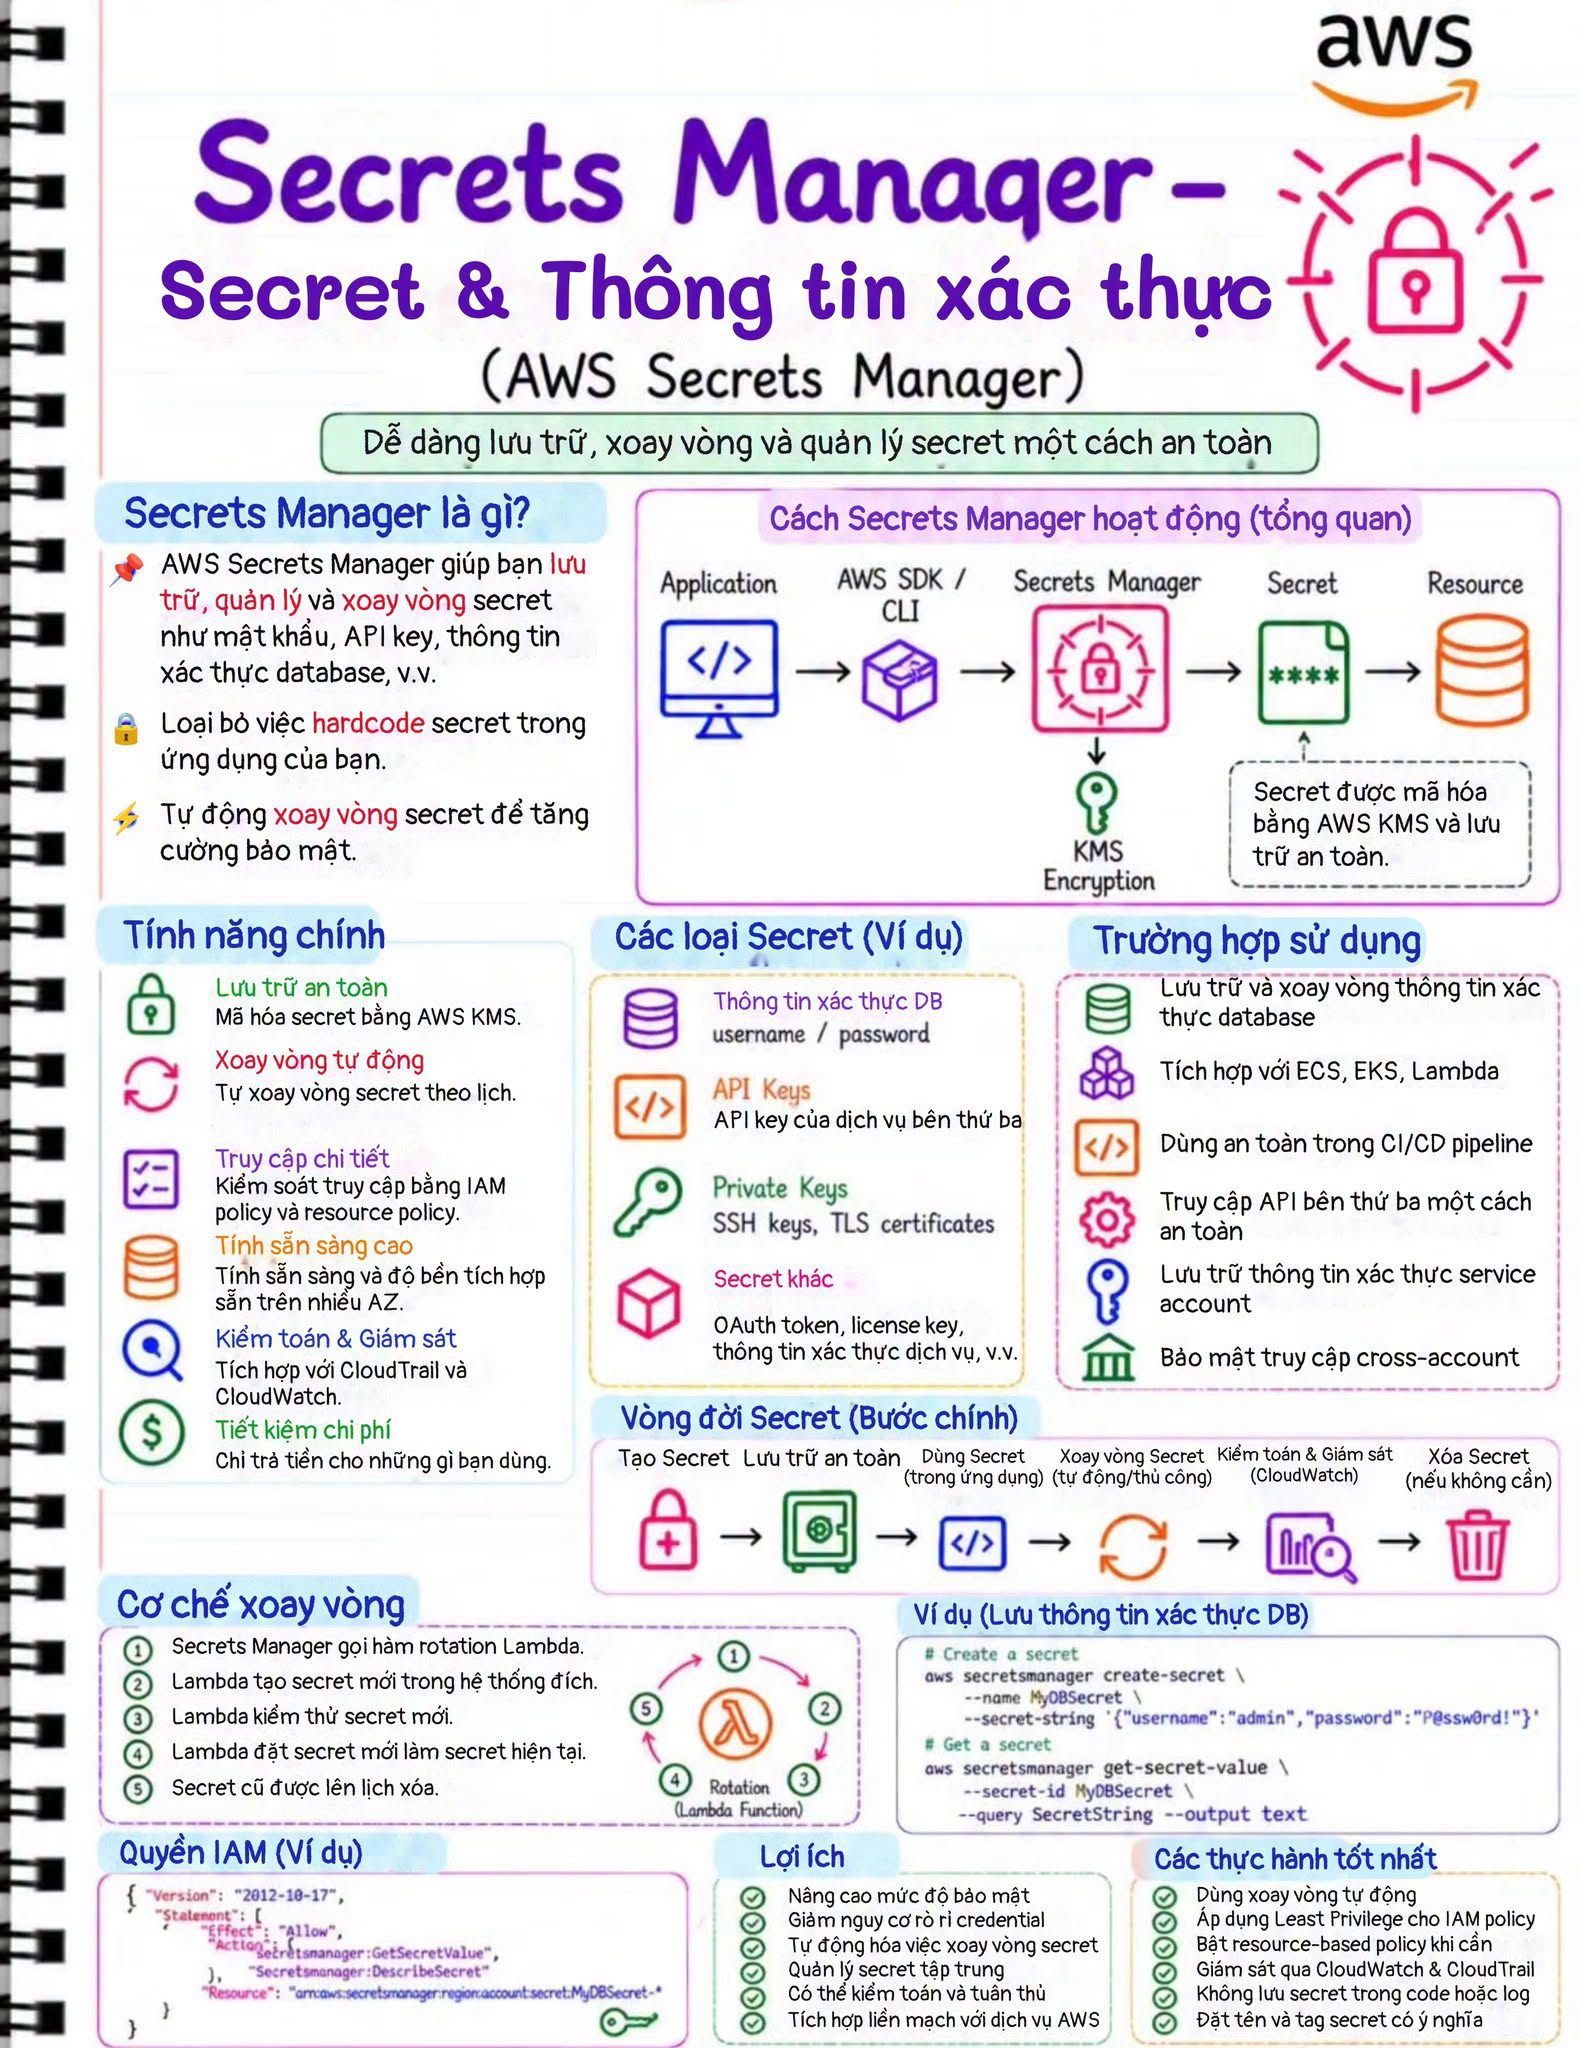 aws
Secrets Manager -
Secret & Thông tin xác thực
(AWS Secrets Manager)
Dễ dàng lưu trữ, xoay vòng và quản lý secret một cách an toàn
Secrets Manager là gì?
AWS Secrets Manager giúp bạn lưu
trữ, quản lý và xoay vòng secret
như mật khẩu, API key, thông tin
xác thực database, v.v.
Loại bỏ việc hardcode secret trong
ứng dụng của bạn.
Tự động xoay vòng secret để tăng
cường bảo mật.
Cách Secrets Manager hoạt động (tổng quan)
Application
AWS SDK /
CLI
Secrets Manager
Secret
Resource
</>
****
KMS
Encryption
Secret được mã hóa
bằng AWS KMS và lưu
trữ an toàn.
Tính năng chính
Lưu trữ an toàn
Mã hóa secret bằng AWS KMS.
Xoay vòng tự động
Tự xoay vòng secret theo lịch.
Truy cập chi tiết
Kiểm soát truy cập bằng IAM
policy và resource policy.
Tính sẵn sàng cao
Tính sẵn sàng và độ bền tích hợp
sẵn trên nhiều AZ.
Kiểm toán & Giám sát
Tích hợp với CloudTrail và
CloudWatch.
$
Tiết kiệm chi phí
Chỉ trả tiền cho những gì bạn dùng.
Các loại Secret (Ví dụ)
Thông tin xác thực DB
username / password
</>
API Keys
API key của dịch vụ bên thứ ba
Private Keys
SSH keys, TLS certificates
Secret khác
OAuth token, license key,
thông tin xác thực dịch vụ, v.v.
Trường hợp sử dụng
Lưu trữ và xoay vòng thông tin xác
thực database
Tích hợp với ECS, EKS, Lambda
</>
Dùng an toàn trong CI/CD pipeline
Truy cập API bên thứ ba một cách
an toàn
Lưu trữ thông tin xác thực service
account
Bảo mật truy cập cross-account
Vòng đời Secret (Bước chính)
Tạo Secret
Lưu trữ an toàn
Dùng Secret
(trong ứng dụng)
Xoay vòng Secret
(tự động/thủ công)
Kiểm toán & Giám sát
(CloudWatch)
Xóa Secret
(nếu không cần)
</>
Cơ chế xoay vòng
1 Secrets Manager gọi hàm rotation Lambda.
2 Lambda tạo secret mới trong hệ thống đích.
3 Lambda kiểm thử secret mới.
4 Lambda đặt secret mới làm secret hiện tại.
5 Secret cũ được lên lịch xóa.
1
2
3
4
5
λ
Rotation
(Lambda Function)
Ví dụ (Lưu thông tin xác thực DB)
# Create a secret
aws secretsmanager create-secret \
--name MyDBSecret \
--secret-string '{"username":"admin","password":"P@ssw0rd!"}'
# Get a secret
aws secretsmanager get-secret-value \
--secret-id MyDBSecret \
--query SecretString --output text
Quyền IAM (Ví dụ)
{ "Version": "2012-10-17",
"Statement": [
"Effect": "Allow",
"Action": [
secretsmanager:GetSecretValue",
), "Secretsmanager:DescribeSecret"
"Resource": "arn:aws:secretsmanager:region:account:secret:MyDBSecret-*
}
}
Lợi ích
Nâng cao mức độ bảo mật
Giảm nguy cơ rò rỉ credential
Tự động hóa việc xoay vòng secret
Quản lý secret tập trung
Có thể kiểm toán và tuân thủ
Tích hợp liền mạch với dịch vụ AWS
Các thực hành tốt nhất
Dùng xoay vòng tự động
Áp dụng Least Privilege cho IAM policy
Bật resource-based policy khi cần
Giám sát qua CloudWatch & CloudTrail
Không lưu secret trong code hoặc log
Đặt tên và tag secret có ý nghĩa